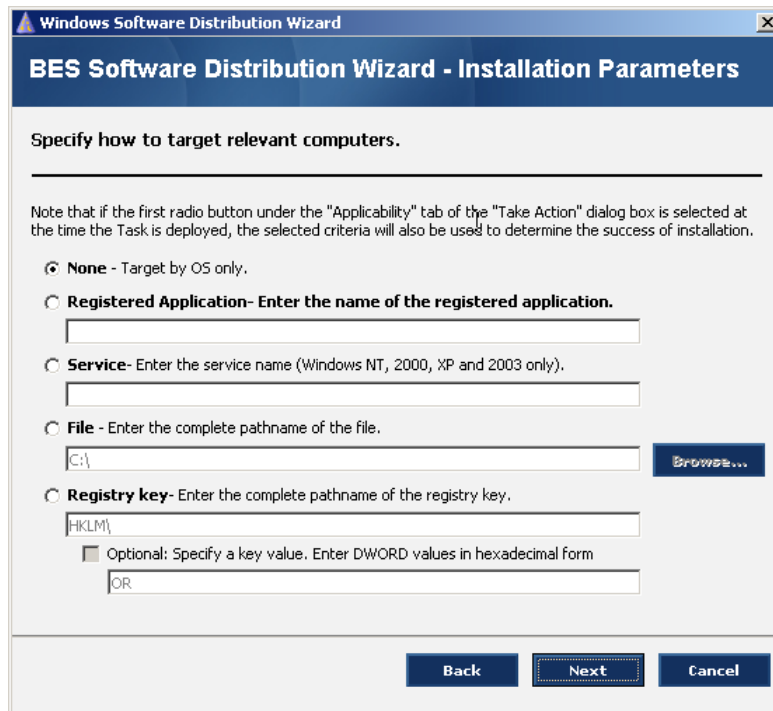 Windows Software Distribution Wizard
BES Software Distribution Wizard - Installation Parameters
Specify how to target relevant computers.
Note that if the first radio button under the "Applicability" tab of the "Take Action" dialog box is selected at
the time the Task is deployed, the selected criteria will also be used to determine the success of installation.
None - Target by OS only.
Registered Application- Enter the name of the registered application.
Service- Enter the service name (Windows NT, 2000, XP and 2003 only).
File - Enter the complete pathname of the file.
C:\
Browse...
Registry key- Enter the complete pathname of the registry key.
HKLM\
Optional: Specify a key value. Enter DWORD values in hexadecimal form
OR
Back Next Cancel